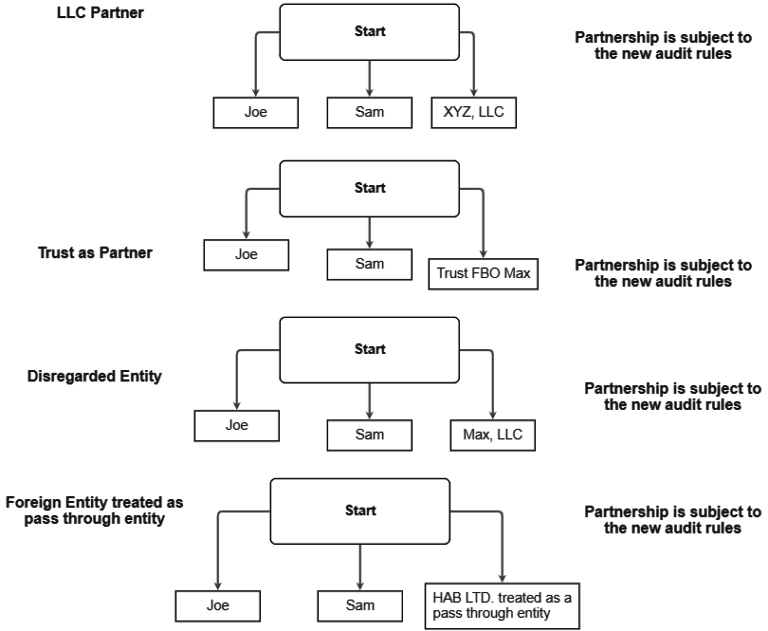 LLC Partner
Start
Partnership is subject to
the new audit rules
Joe
Sam
XYZ, LLC
Start
Trust as Partner
Joe
Sam
Trust FBO Max
Partnership is subject to
the new audit rules
Start
Disregarded Entity
Partnership is subject to
the new audit rules
Joe
Sam
Max, LLC
Foreign Entity treated as
pass through entity
Start
Partnership is subject to
the new audit rules
Joe
Sam
HAB LTD. treated as a
pass through entity